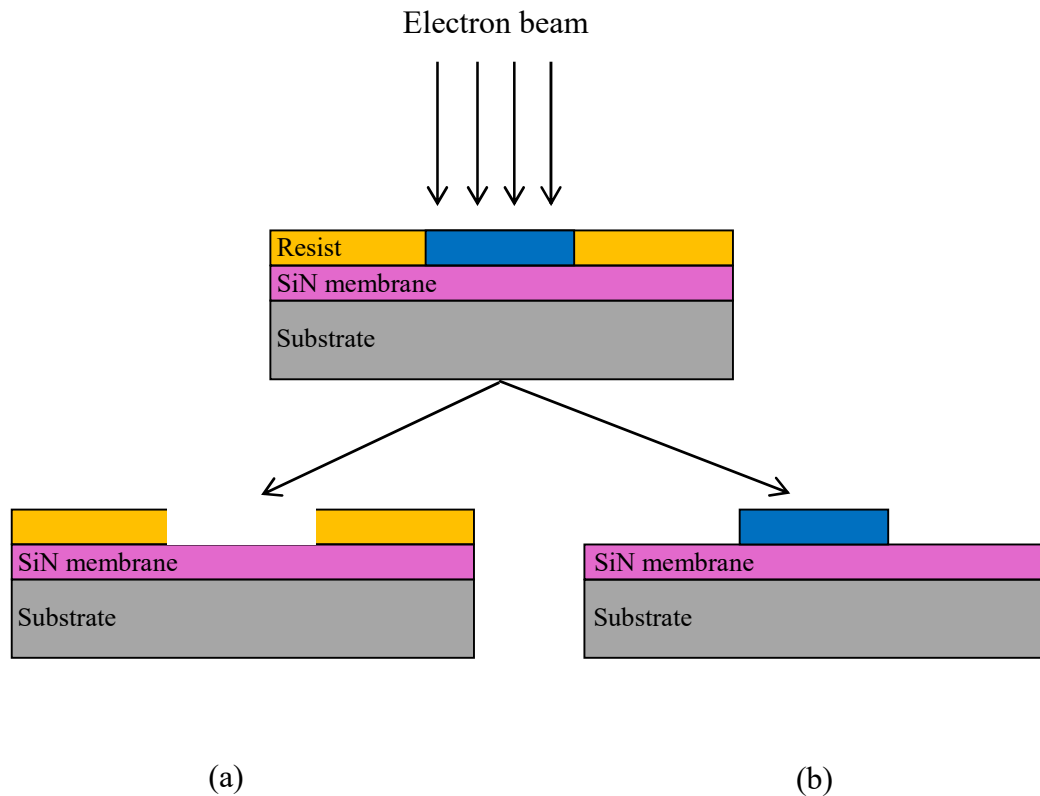 Electron beam
Resist
SiN membrane
Substrate
SiN membrane
SiN membrane
Substrate
Substrate
(a)
(b)